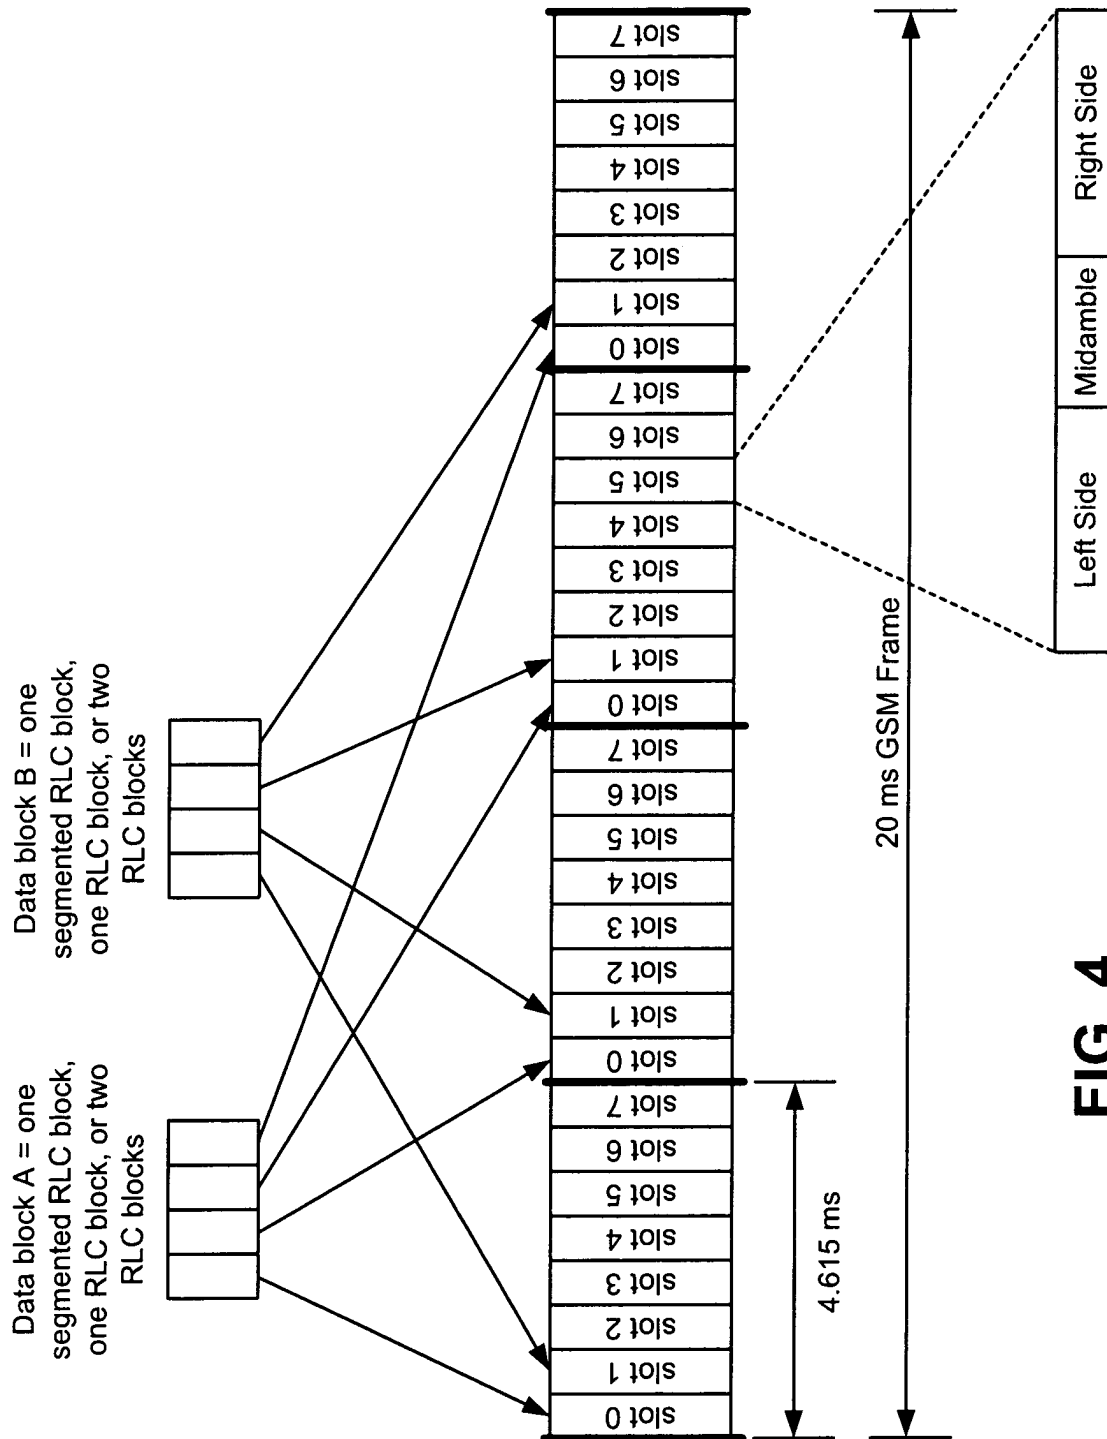 Data block A = one
segmented RLC block,
one RLC block, or two
RLC blocks
Data block B = one
segmented RLC block,
one RLC block, or two
RLC blocks
slot 0
slot 1
slot 2
slot 3
slot 4
slot 5
slot 6
slot 7
slot 0
slot 1
slot 2
slot 3
slot 4
slot 5
slot 6
slot 7
slot 0
slot 1
slot 2
slot 3
slot 4
slot 5
slot 6
slot 7
slot 0
slot 1
slot 2
slot 3
slot 4
slot 5
slot 6
slot 7
4.615 ms
20 ms GSM Frame
Left Side
Midamble
Right Side
FIG. 4